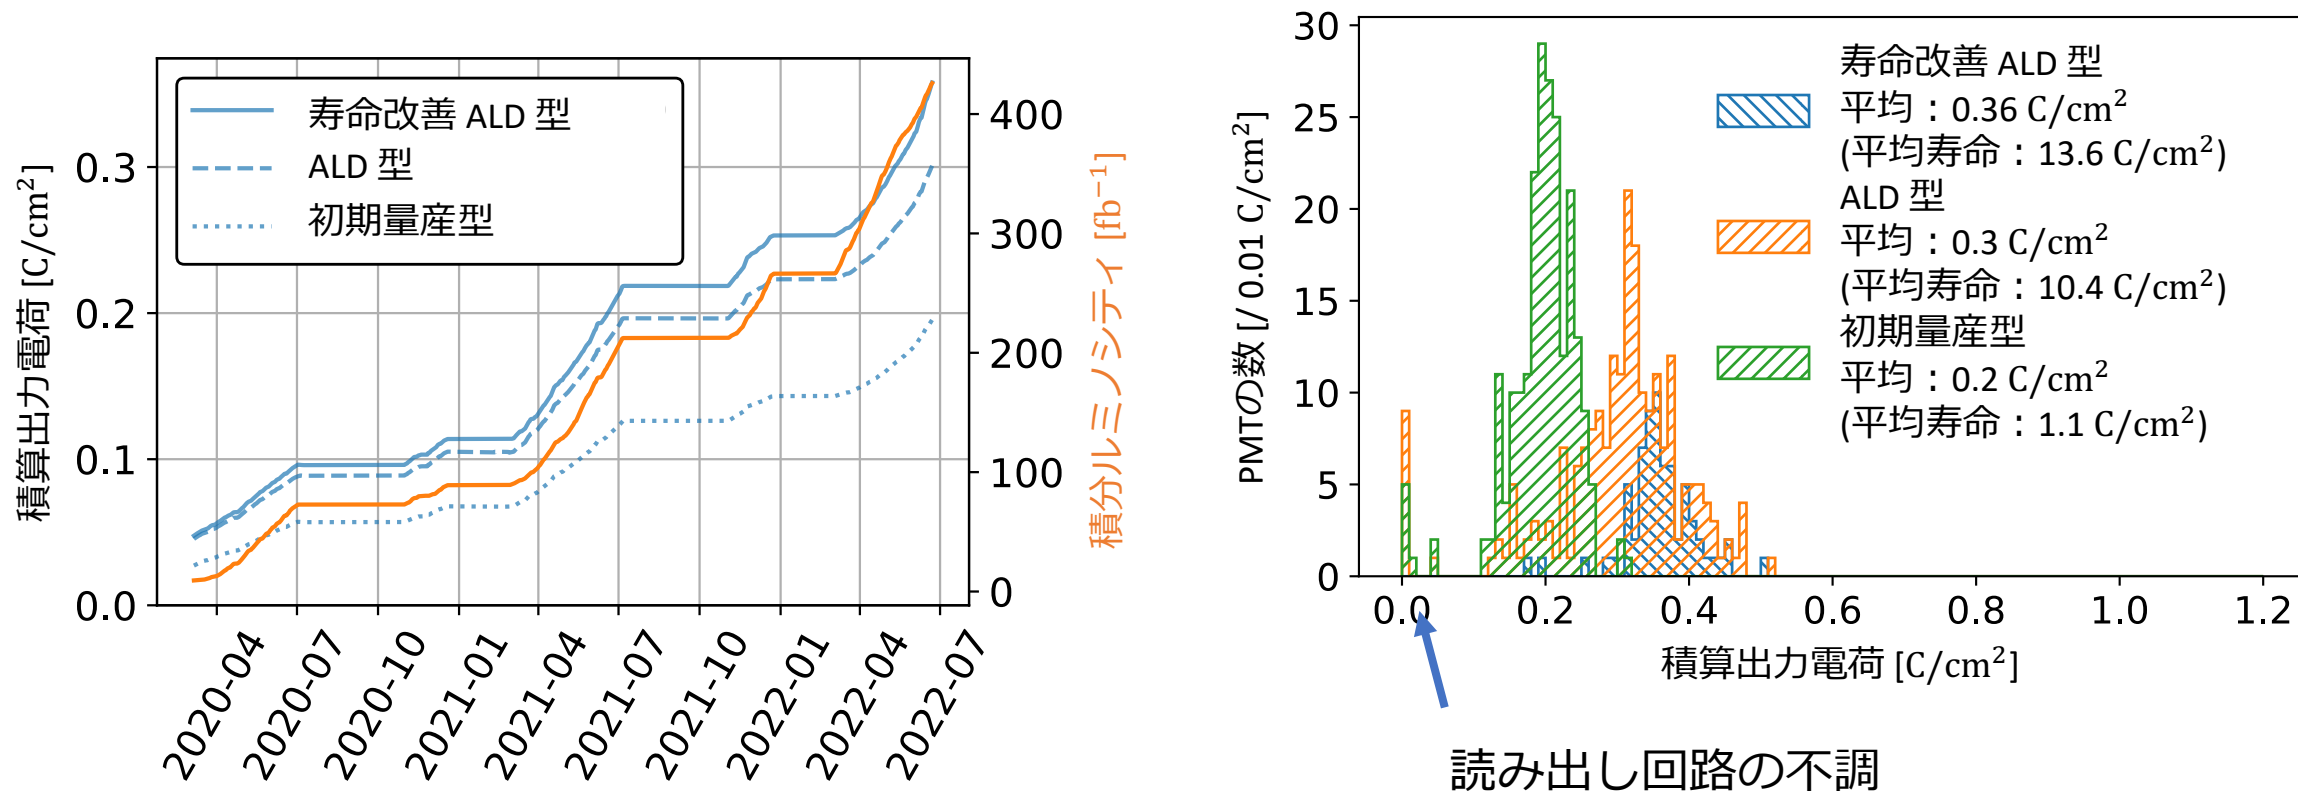 積算出力電荷 [C/cm²]
0.3
0.2
0.1
0.0
寿命改善 ALD 型
ALD 型
初期量産型
400
300
200
100
0
積分ルミノシティ [fb⁻¹]
2020-04
2020-07
2020-10
2021-01
2021-04
2021-07
2021-10
2022-01
2022-04
2022-07
PMTの数 [/ 0.01 C/cm²]
30
25
20
15
10
5
0
寿命改善 ALD 型
平均：0.36 C/cm²
(平均寿命：13.6 C/cm²)
ALD 型
平均：0.3 C/cm²
(平均寿命：10.4 C/cm²)
初期量産型
平均：0.2 C/cm²
(平均寿命：1.1 C/cm²)
0.0 0.2 0.4 0.6 0.8 1.0 1.2
積算出力電荷 [C/cm²]
読み出し回路の不調